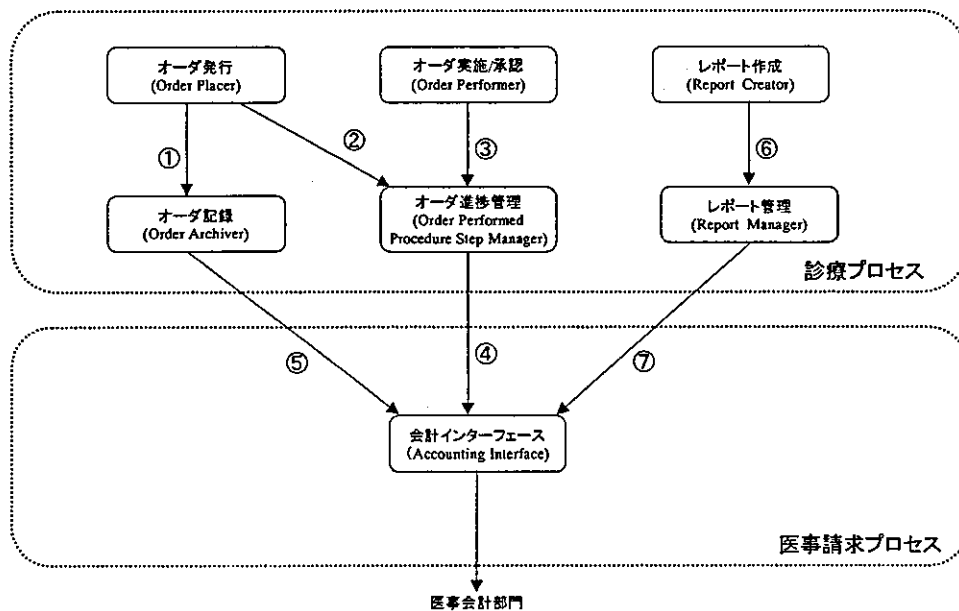 オーダ発行
(Order Placer)
オーダ実施/承認
(Order Performer)
レポート作成
(Report Creator)
①
②
③
⑥
オーダ記録
(Order Archiver)
オーダ進捗管理
(Order Performed
Procedure Step Manager)
レポート管理
(Report Manager)
診療プロセス
⑤
④
⑦
会計インターフェース
(Accounting Interface)
医事請求プロセス
医事会計部門